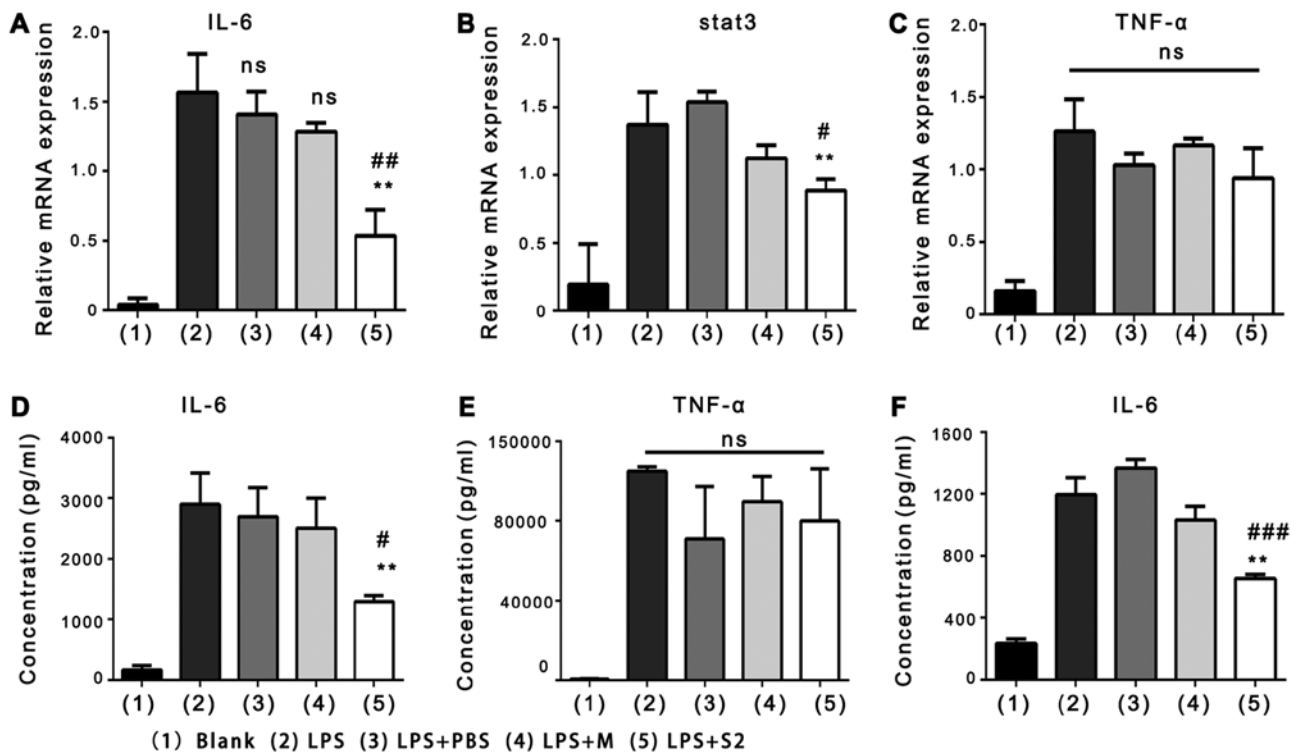 A IL-6
Relative mRNA expression
2.0
1.5
1.0
0.5
0
ns
ns
##
**
(1) (2) (3) (4) (5)
B stat3
Relative mRNA expression
2.0
1.5
1.0
0.5
0
#
**
(1) (2) (3) (4) (5)
C TNF-α
Relative mRNA expression
2.0
1.5
1.0
0.5
0
ns
(1) (2) (3) (4) (5)
D IL-6
Concentration (pg/ml)
4000
3000
2000
1000
0
#
**
(1) (2) (3) (4) (5)
E TNF-α
Concentration (pg/ml)
150000
80000
40000
0
ns
(1) (2) (3) (4) (5)
F IL-6
Concentration (pg/ml)
1600
1200
800
400
0
###
**
(1) (2) (3) (4) (5)
(1) Blank (2) LPS (3) LPS+PBS (4) LPS+M (5) LPS+S2